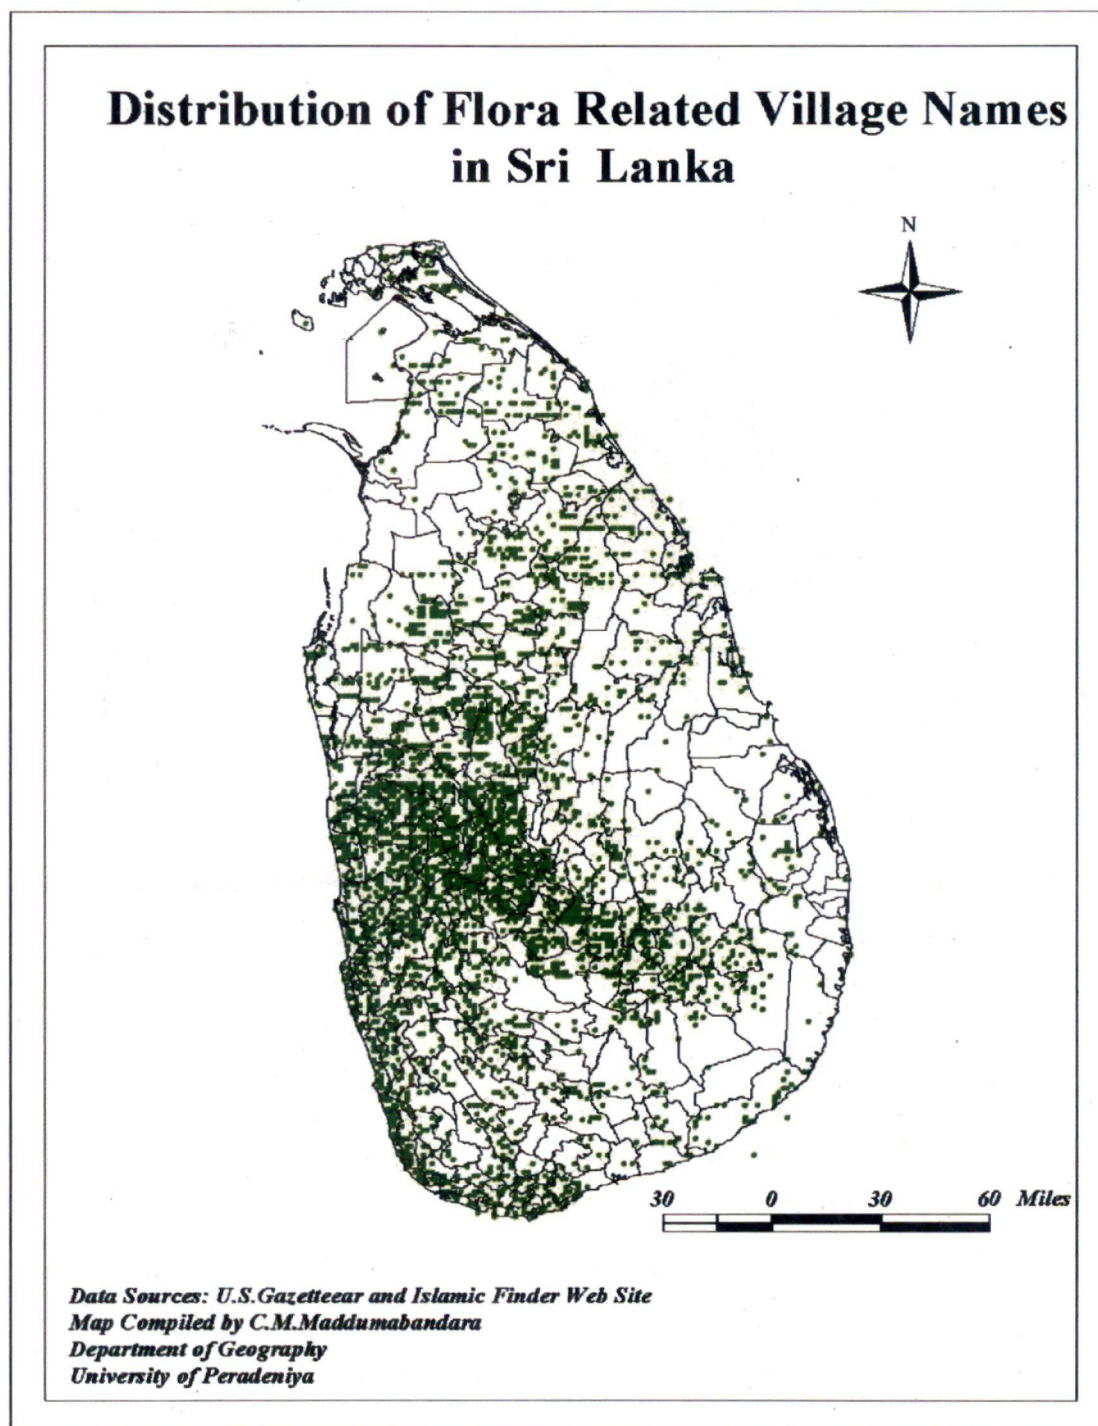 Distribution of Flora Related Village Names
in Sri Lanka
N
30 0 30 60 Miles
Data Sources: U.S.Gazetteear and Islamic Finder Web Site
Map Compiled by C.M.Maddumabandara
Department of Geography
University of Peradeniya